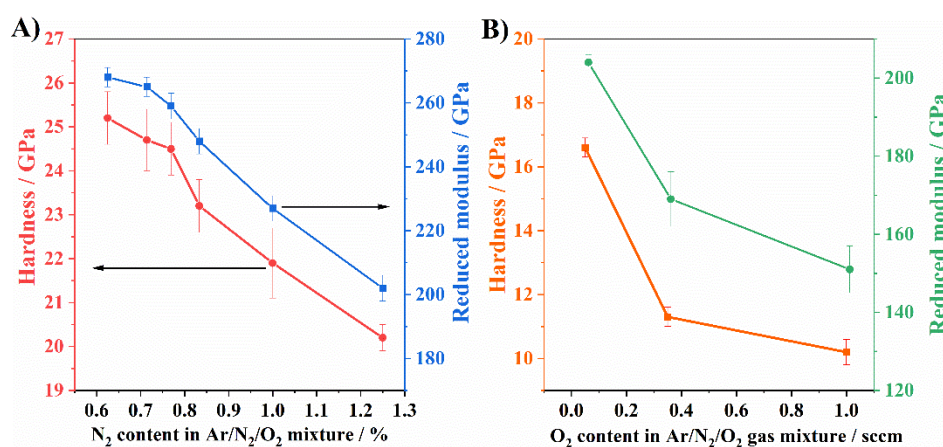 A)
27
26
25
24
23
22
21
20
19
Hardness / GPa
280
260
240
220
200
180
Reduced modulus / GPa
0.6 0.7 0.8 0.9 1.0 1.1 1.2 1.3
N₂ content in Ar/N₂/O₂ mixture / %
B)
20
18
16
14
12
10
Hardness / GPa
200
180
160
140
120
Reduced modulus / GPa
0.0 0.2 0.4 0.6 0.8 1.0
O₂ content in Ar/N₂/O₂ gas mixture / sccm